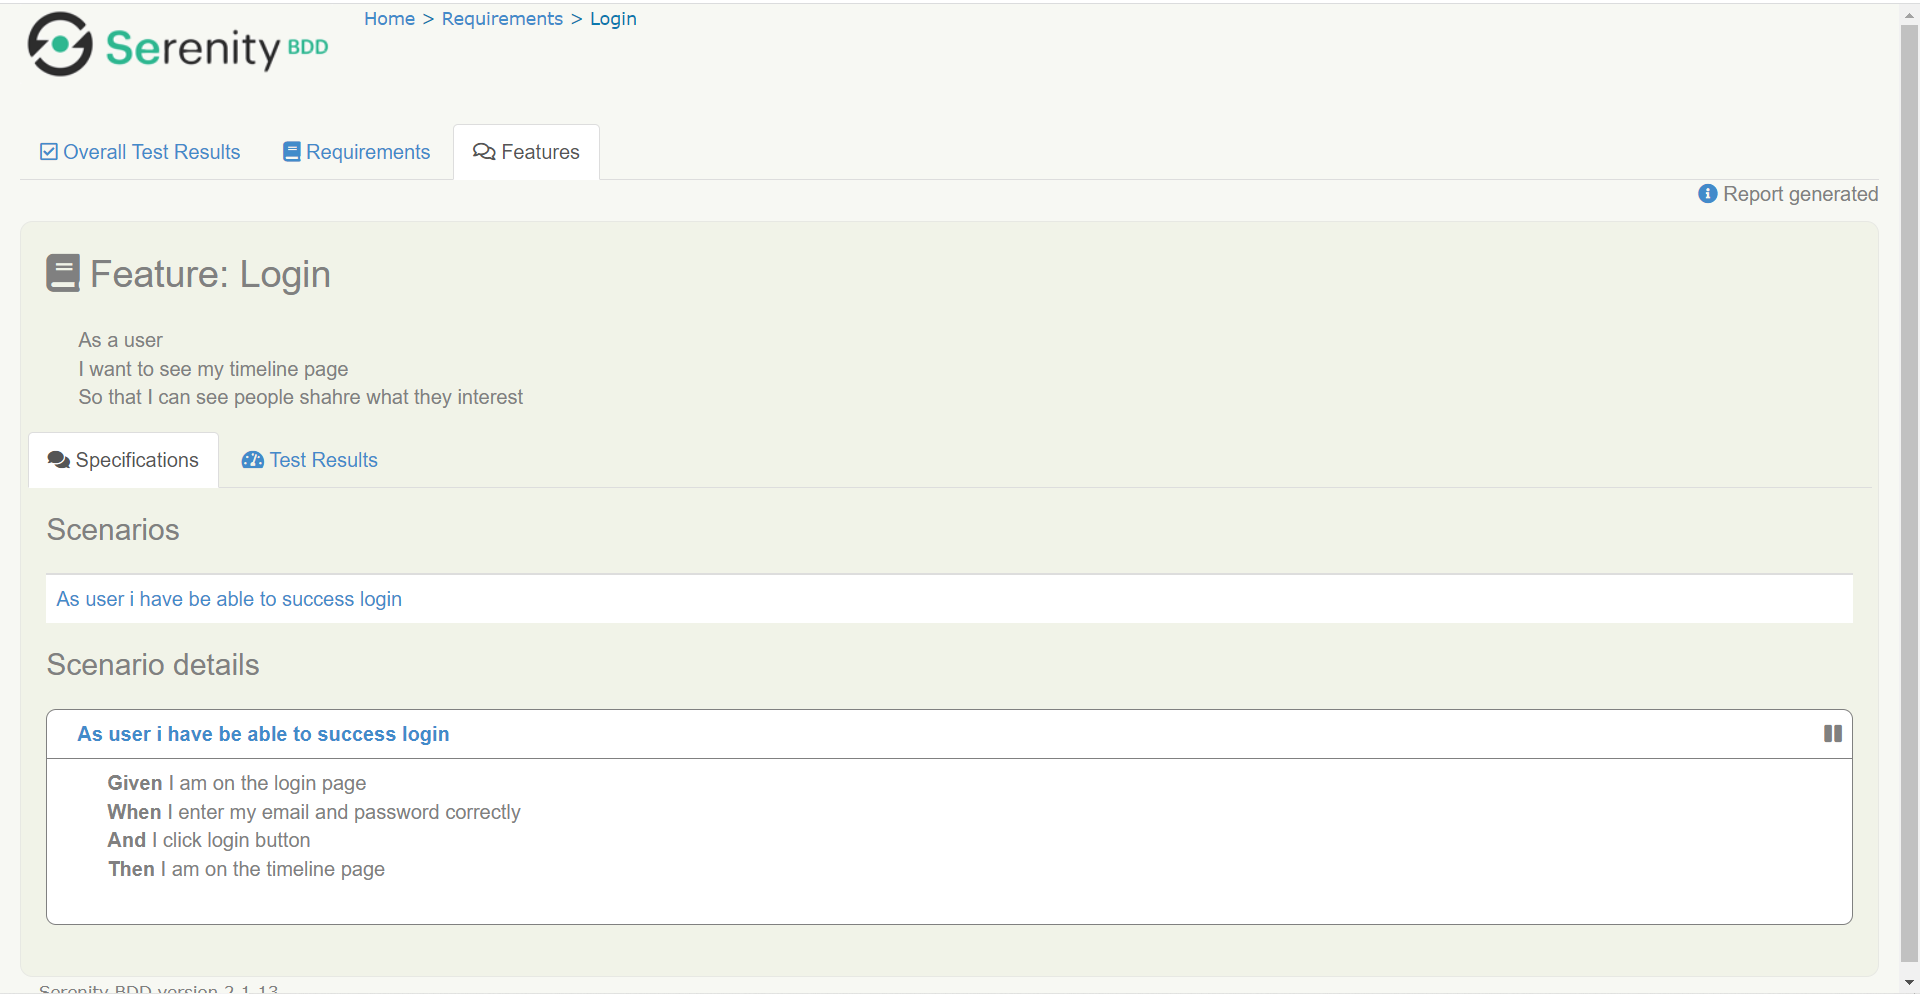 Serenity BDD
Home > Requirements > Login
Overall Test Results
Requirements
Features
Report generated
Feature: Login
As a user
I want to see my timeline page
So that I can see people shahre what they interest
Specifications
Test Results
Scenarios
As user i have be able to success login
Scenario details
As user i have be able to success login
Given I am on the login page
When I enter my email and password correctly
And I click login button
Then I am on the timeline page
Serenity BDD version 2.1.13